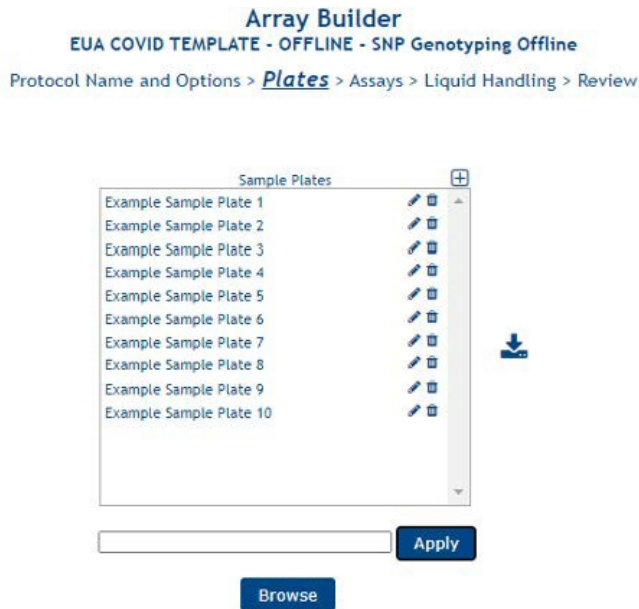 Array Builder
EUA COVID TEMPLATE - OFFLINE - SNP Genotyping Offline
Protocol Name and Options > Plates > Assays > Liquid Handling > Review
Sample Plates
Example Sample Plate 1
Example Sample Plate 2
Example Sample Plate 3
Example Sample Plate 4
Example Sample Plate 5
Example Sample Plate 6
Example Sample Plate 7
Example Sample Plate 8
Example Sample Plate 9
Example Sample Plate 10
Apply
Browse